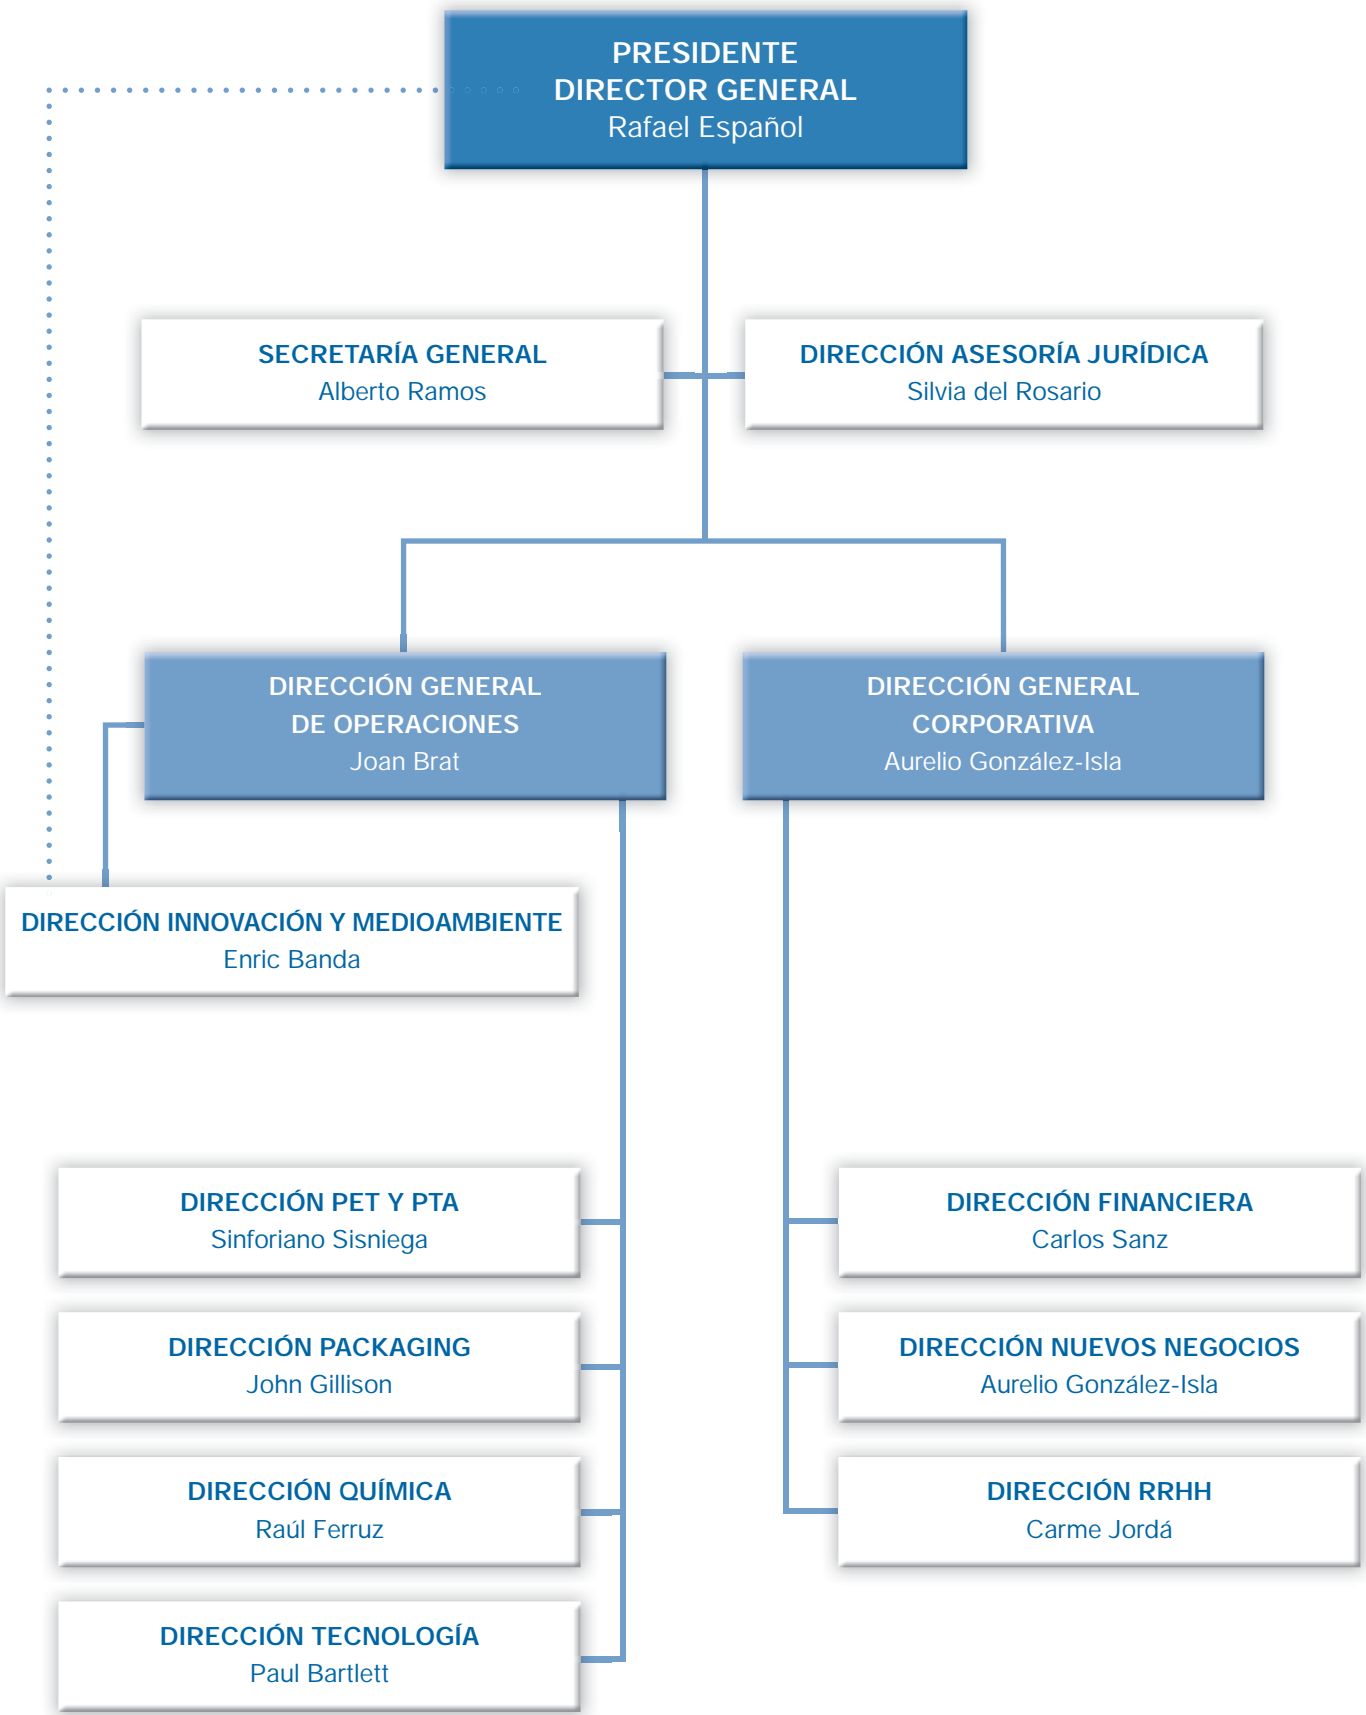 PRESIDENTE
DIRECTOR GENERAL
Rafael Español
SECRETARÍA GENERAL
Alberto Ramos
DIRECCIÓN ASESORÍA JURÍDICA
Silvia del Rosario
DIRECCIÓN GENERAL
DE OPERACIONES
Joan Brat
DIRECCIÓN GENERAL
CORPORATIVA
Aurelio González-Isla
DIRECCIÓN INNOVACIÓN Y MEDIOAMBIENTE
Enric Banda
DIRECCIÓN PET Y PTA
Sinforiano Sisniega
DIRECCIÓN PACKAGING
John Gillison
DIRECCIÓN QUÍMICA
Raúl Ferruz
DIRECCIÓN TECNOLOGÍA
Paul Bartlett
DIRECCIÓN FINANCIERA
Carlos Sanz
DIRECCIÓN NUEVOS NEGOCIOS
Aurelio González-Isla
DIRECCIÓN RRHH
Carme Jordá